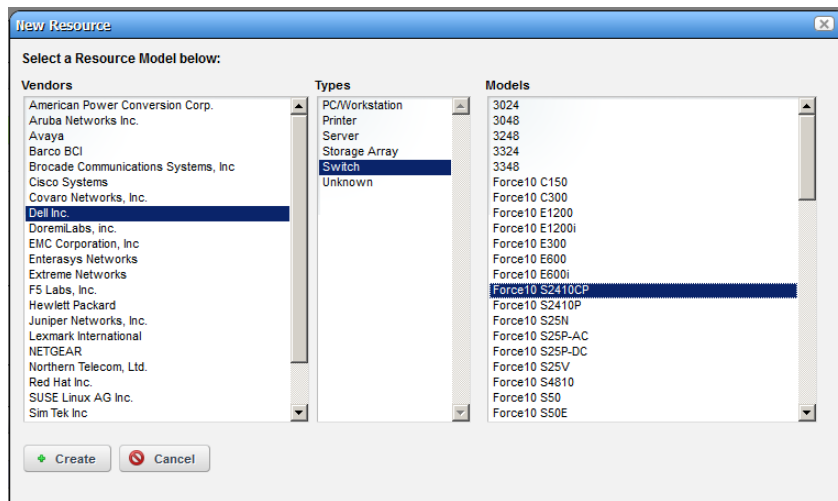 New Resource
Select a Resource Model below:
Vendors
American Power Conversion Corp.
Aruba Networks Inc.
Avaya
Barco BCI
Brocade Communications Systems, Inc
Cisco Systems
Covaro Networks, Inc.
Dell Inc.
DoremiLabs, inc.
EMC Corporation, Inc
Enterasys Networks
Extreme Networks
F5 Labs, Inc.
Hewlett Packard
Juniper Networks, Inc.
Lexmark International
NETGEAR
Northern Telecom, Ltd.
Red Hat Inc.
SUSE Linux AG Inc.
Sim Tek Inc
Types
PC/Workstation
Printer
Server
Storage Array
Switch
Unknown
Models
3024
3048
3248
3324
3348
Force10 C150
Force10 C300
Force10 E1200
Force10 E1200i
Force10 E300
Force10 E600
Force10 E600i
Force10 S2410CP
Force10 S2410P
Force10 S25N
Force10 S25P-AC
Force10 S25P-DC
Force10 S25V
Force10 S4810
Force10 S50
Force10 S50E
Create
Cancel